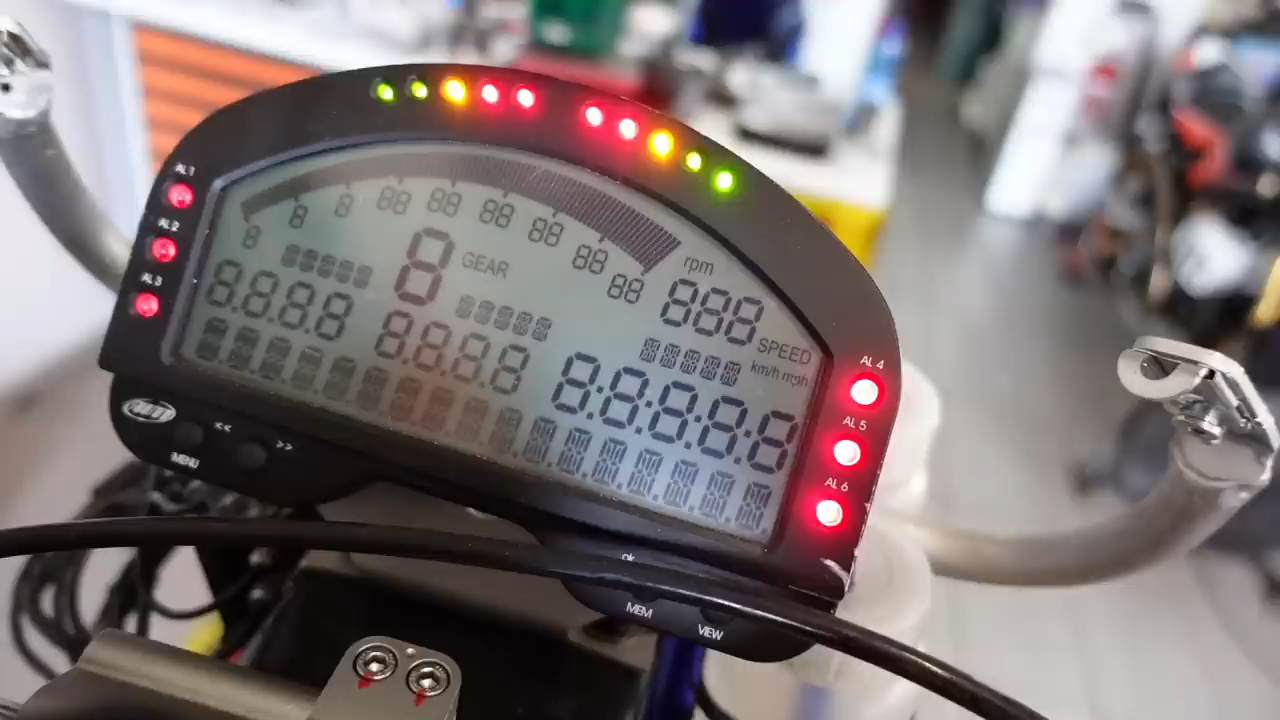 AL 1
AL 2
AL 3
8 8 8 88 88 88 88 88 88
rpm
8 GEAR
888
SPEED
km/h mph
8.8.8.8
8.8.8.8
8:8.8.8:8
AL 4
AL 5
AL 6
AiM
<< >>
MENU
ok
MEM
VIEW